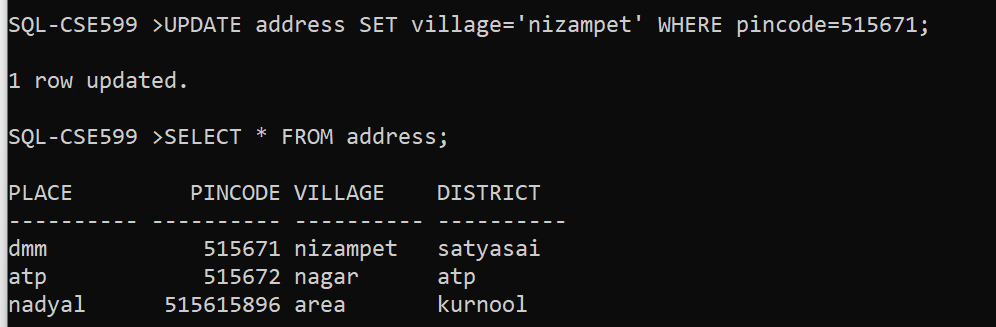 SQL-CSE599 >UPDATE address SET village='nizampet' WHERE pincode=515671;
1 row updated.
SQL-CSE599 >SELECT * FROM address;
PLACE         PINCODE VILLAGE    DISTRICT
---------- ---------- ---------- ----------
dmm            515671 nizampet   satyasai
atp            515672 nagar      atp
nadyal      515615896 area       kurnool